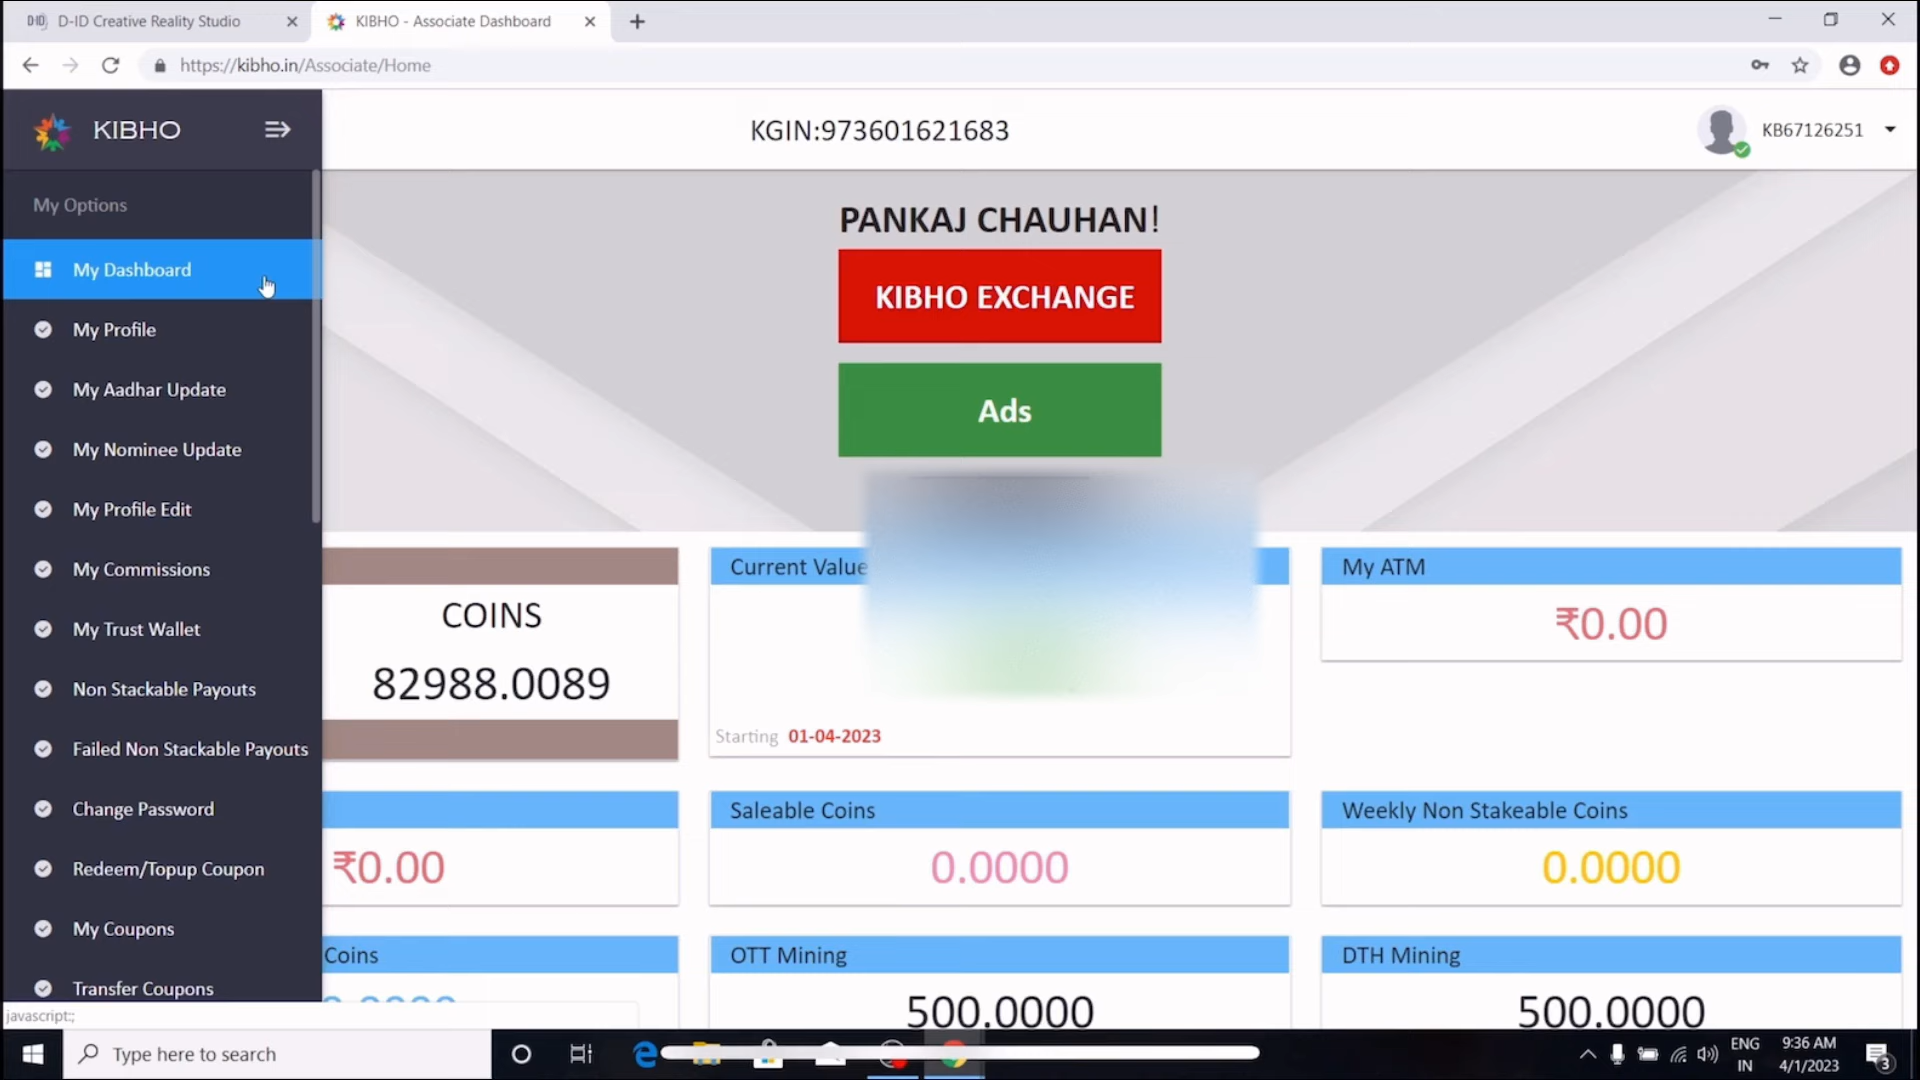 D-ID Creative Reality Studio
KIBHO - Associate Dashboard
https://kibho.in/Associate/Home
KIBHO
KGIN:973601621683
KB67126251
My Options
My Dashboard
My Profile
My Aadhar Update
My Nominee Update
My Profile Edit
My Commissions
My Trust Wallet
Non Stackable Payouts
Failed Non Stackable Payouts
Change Password
Redeem/Topup Coupon
My Coupons
Transfer Coupons
javascript:;
PANKAJ CHAUHAN!
KIBHO EXCHANGE
Ads
COINS
82988.0089
Current Value
Starting 01-04-2023
My ATM
₹0.00
₹0.00
Saleable Coins
0.0000
Weekly Non Stakeable Coins
0.0000
Coins
OTT Mining
500.0000
DTH Mining
500.0000
Type here to search
ENG
IN
9:36 AM
4/1/2023
3